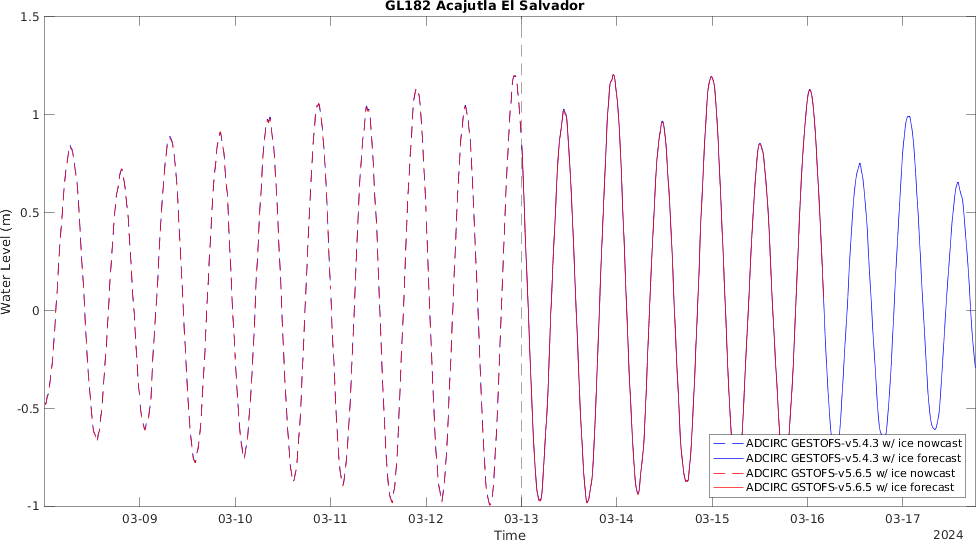 GL182 Acajutla El Salvador
1.5
1
0.5
0
-0.5
-1
Water Level (m)
ADCIRC GESTOFS-v5.4.3 w/ ice nowcast
ADCIRC GESTOFS-v5.4.3 w/ ice forecast
ADCIRC GSTOFS-v5.6.5 w/ ice nowcast
ADCIRC GSTOFS-v5.6.5 w/ ice forecast
03-09 03-10 03-11 03-12 03-13 03-14 03-15 03-16 03-17
Time
2024